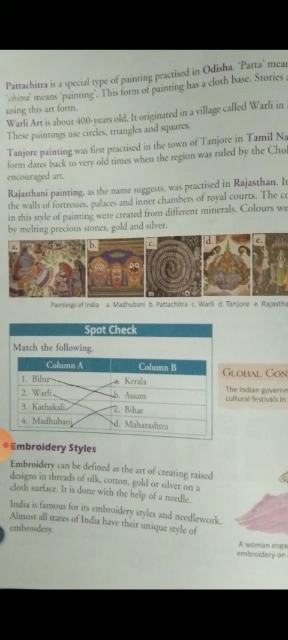 Pattachitra is a special type of painting practised in Odisha. 'Patta' mean
'chitra' means 'painting'. This form of painting has a cloth base. Stories
using this art form.
Warli Art is about 400-years old. It originated in a village called Warli in
These paintings use circles, triangles and squares.
Tanjore painting was first practised in the town of Tanjore in Tamil Na
form dates back to very old times when the region was ruled by the Chol
encouraged art.
Rajasthani painting, as the name suggests, was practised in Rajasthan. It
the walls of fortresses, palaces and inner chambers of royal courts. The co
in this style of painting were created from different minerals. Colours we
by melting precious stones, gold and silver.
a. b. c. d. e.
Paintings of India a. Madhubani b. Pattachitra c. Warli d. Tanjore e. Rajastha
Spot Check
Match the following.
Column A Column B
1. Bihu a. Kerala
2. Warli b. Assam
3. Kathakali c. Bihar
4. Madhubani d. Maharashtra
GLOBAL CON
The Indian governm
cultural festivals in
Embroidery Styles
Embroidery can be defined as the art of creating raised
designs in threads of silk, cotton, gold or silver on a
cloth surface. It is done with the help of a needle.
India is famous for its embroidery styles and needlework.
Almost all states of India have their unique style of
embroidery.
A woman enga
embroidery on